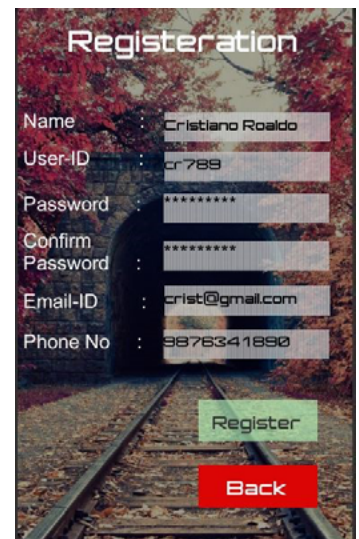 Registeration
Name : Cristiano Roaldo
User-ID : cr789
Password : *********
Confirm
Password : *********
Email-ID : crist@gmail.com
Phone No : 9876341890
Register
Back